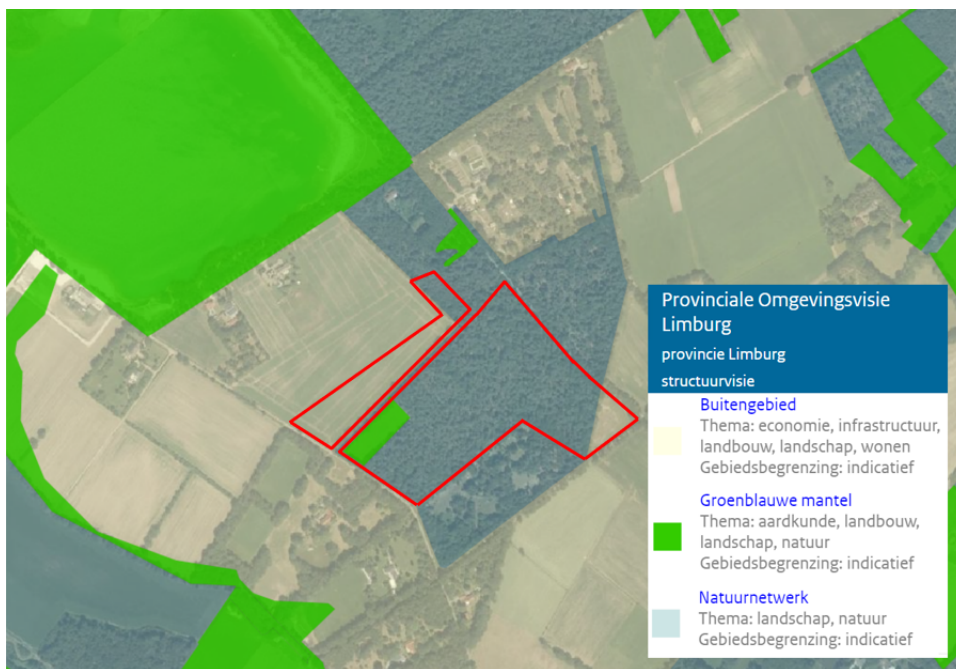 Provinciale Omgevingsvisie
Limburg
provincie Limburg
structuurvisie
Buitengebied
Thema: economie, infrastructuur,
landbouw, landschap, wonen
Gebiedsbegrenzing: indicatief
Groenblauwe mantel
Thema: aardkunde, landbouw,
landschap, natuur
Gebiedsbegrenzing: indicatief
Natuurnetwerk
Thema: landschap, natuur
Gebiedsbegrenzing: indicatief